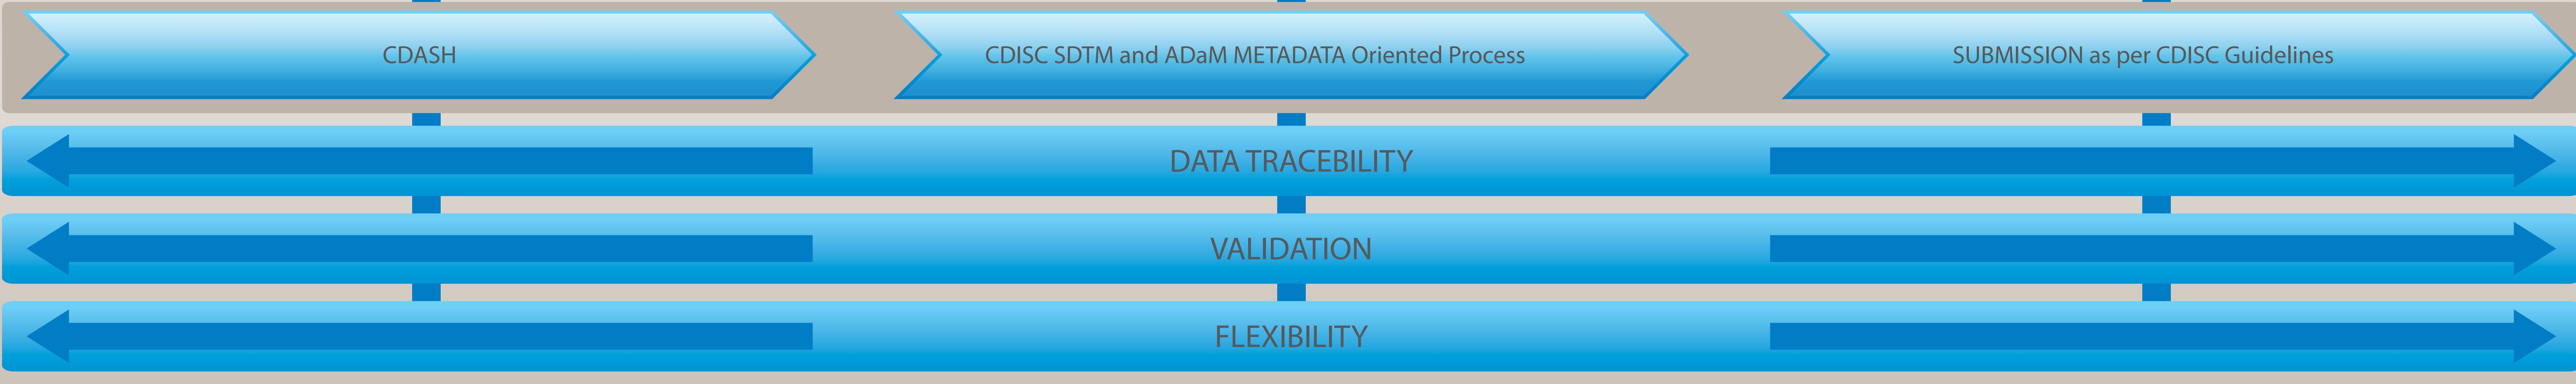 CDASH
CDISC SDTM and ADaM METADATA Oriented Process
SUBMISSION as per CDISC Guidelines
DATA TRACEBILITY
VALIDATION
FLEXIBILITY